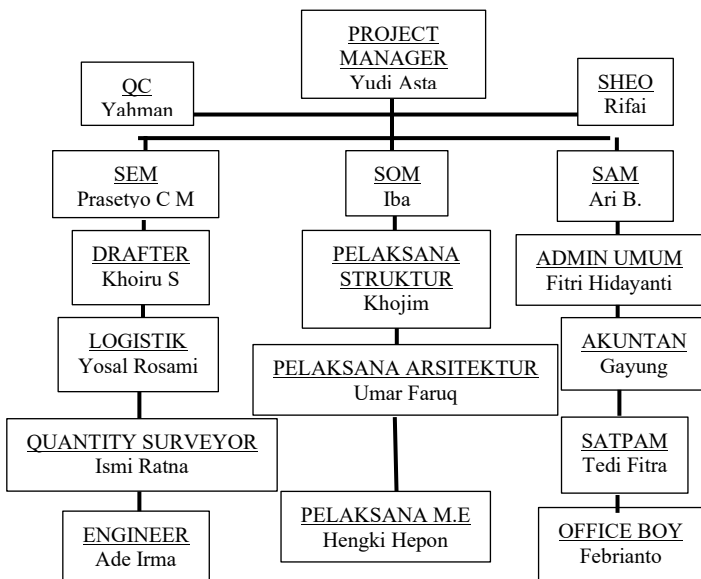 PROJECT
MANAGER
Yudi Asta
QC
Yahman
SHEO
Rifai
SEM
Prasetyo C M
SOM
Iba
SAM
Ari B.
DRAFTER
Khoiru S
PELAKSANA
STRUKTUR
Khojim
ADMIN UMUM
Fitri Hidayanti
LOGISTIK
Yosal Rosami
PELAKSANA ARSITEKTUR
Umar Faruq
AKUNTAN
Gayung
QUANTITY SURVEYOR
Ismi Ratna
SATPAM
Tedi Fitra
ENGINEER
Ade Irma
PELAKSANA M.E
Hengki Hepon
OFFICE BOY
Febrianto